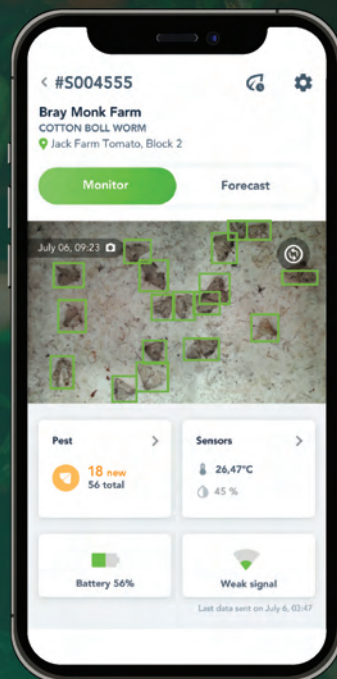 #S004555
Bray Monk Farm
COTTON BOLL WORM
Jack Farm Tomato, Block 2
Monitor
Forecast
July 06, 09:23
Pest
18 new
56 total
Sensors
26,47°C
45 %
Battery 56%
Weak signal
Last data sent on July 6, 03:47